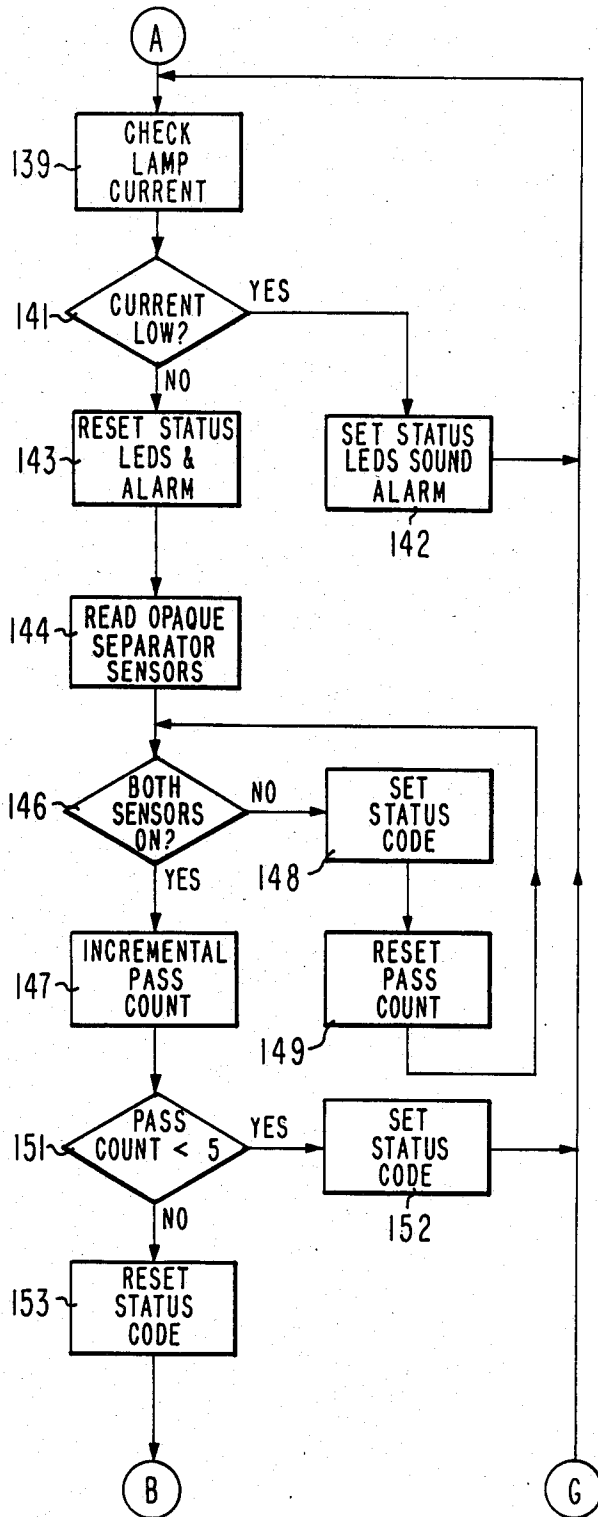 A
139
CHECK
LAMP
CURRENT
141
CURRENT
LOW?
YES
NO
143
RESET STATUS
LEDS &
ALARM
SET STATUS
LEDS SOUND
ALARM
142
144
READ OPAQUE
SEPARATOR
SENSORS
146
BOTH
SENSORS
ON?
NO
YES
SET
STATUS
CODE
148
147
INCREMENTAL
PASS
COUNT
RESET
PASS
COUNT
149
151
PASS
COUNT < 5
YES
NO
SET
STATUS
CODE
152
153
RESET
STATUS
CODE
B
G